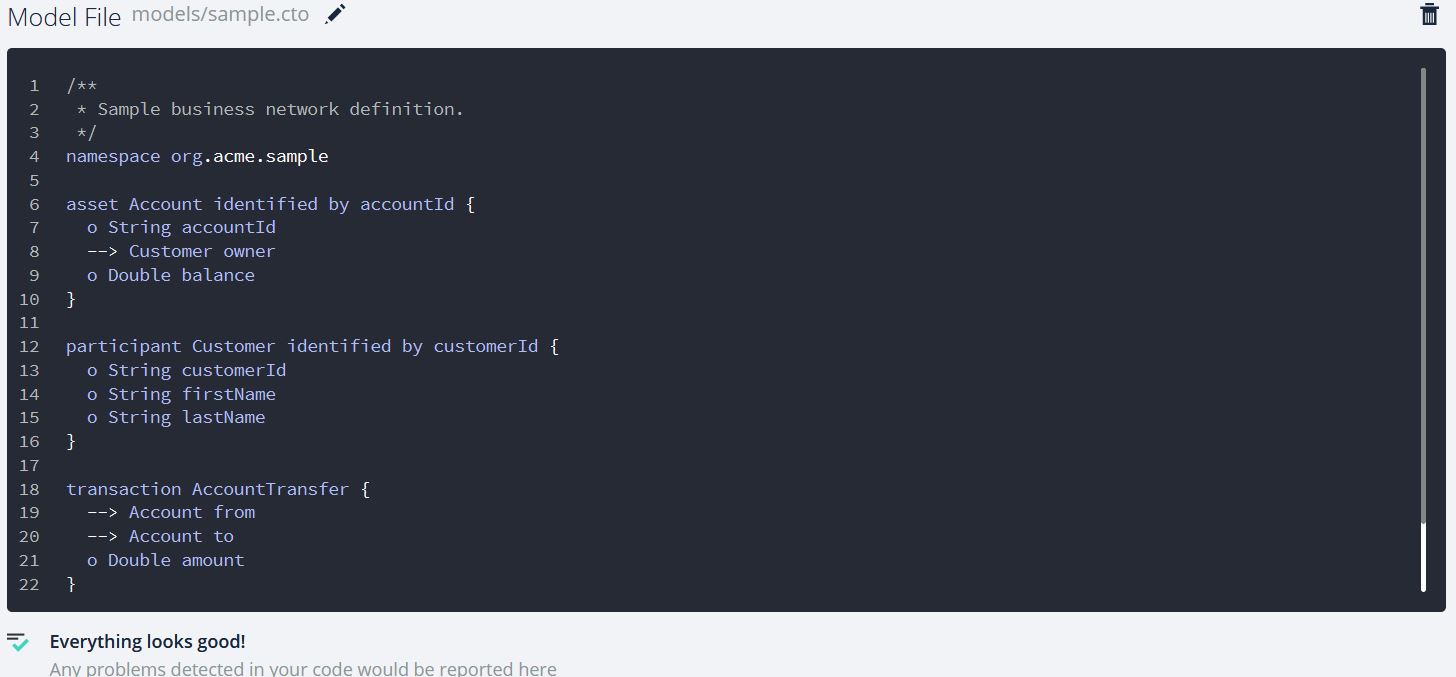 Model File models/sample.cto
1 /**
2  * Sample business network definition.
3  */
4 namespace org.acme.sample
5
6 asset Account identified by accountId {
7   o String accountId
8   --> Customer owner
9   o Double balance
10 }
11
12 participant Customer identified by customerId {
13   o String customerId
14   o String firstName
15   o String lastName
16 }
17
18 transaction AccountTransfer {
19   --> Account from
20   --> Account to
21   o Double amount
22 }
Everything looks good!
Any problems detected in your code would be reported here